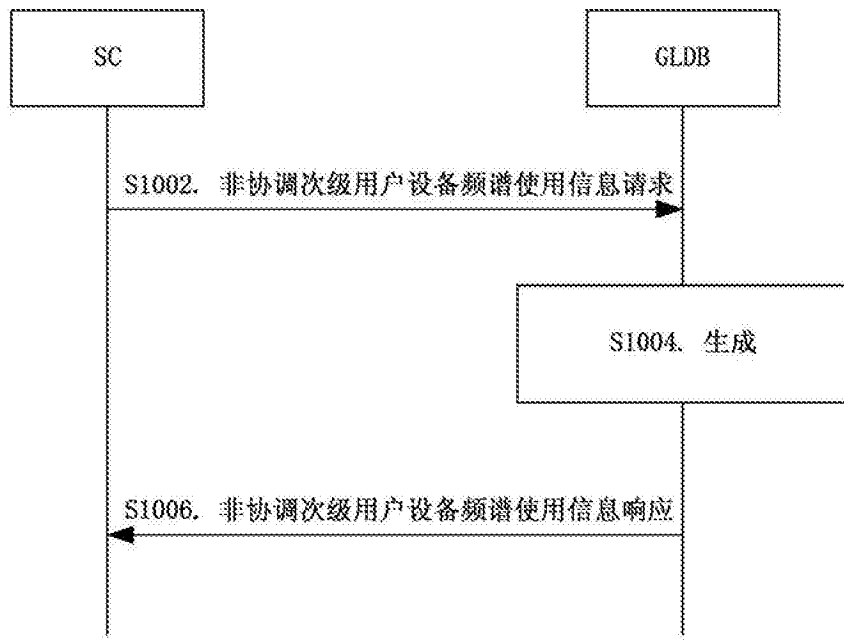 SC
GLDB
S1002. 非协调次级用户设备频谱使用信息请求
S1004. 生成
S1006. 非协调次级用户设备频谱使用信息响应